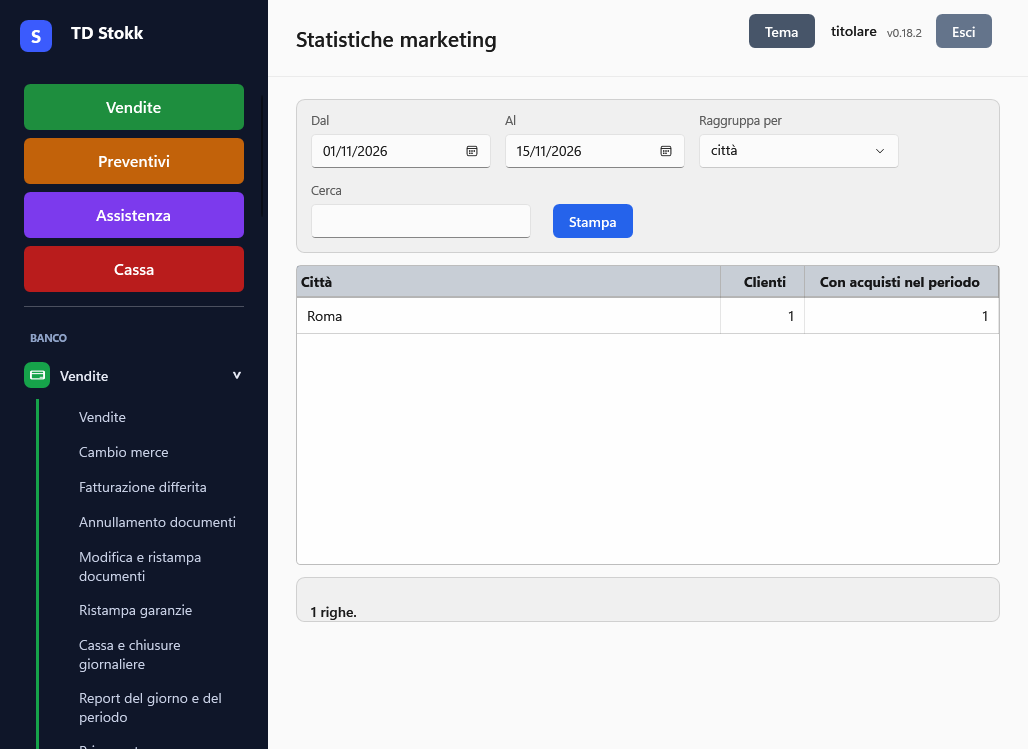 S
TD Stokk
Vendite
Preventivi
Assistenza
Cassa
BANCO
Vendite
Vendite
Cambio merce
Fatturazione differita
Annullamento documenti
Modifica e ristampa
documenti
Ristampa garanzie
Cassa e chiusure
giornaliere
Report del giorno e del
periodo
Statistiche marketing
Tema
titolare
v0.18.2
Esci
Dal
Al
Raggruppa per
01/11/2026
15/11/2026
città
Cerca
Stampa
Città
Clienti
Con acquisti nel periodo
Roma
1
1
1 righe.